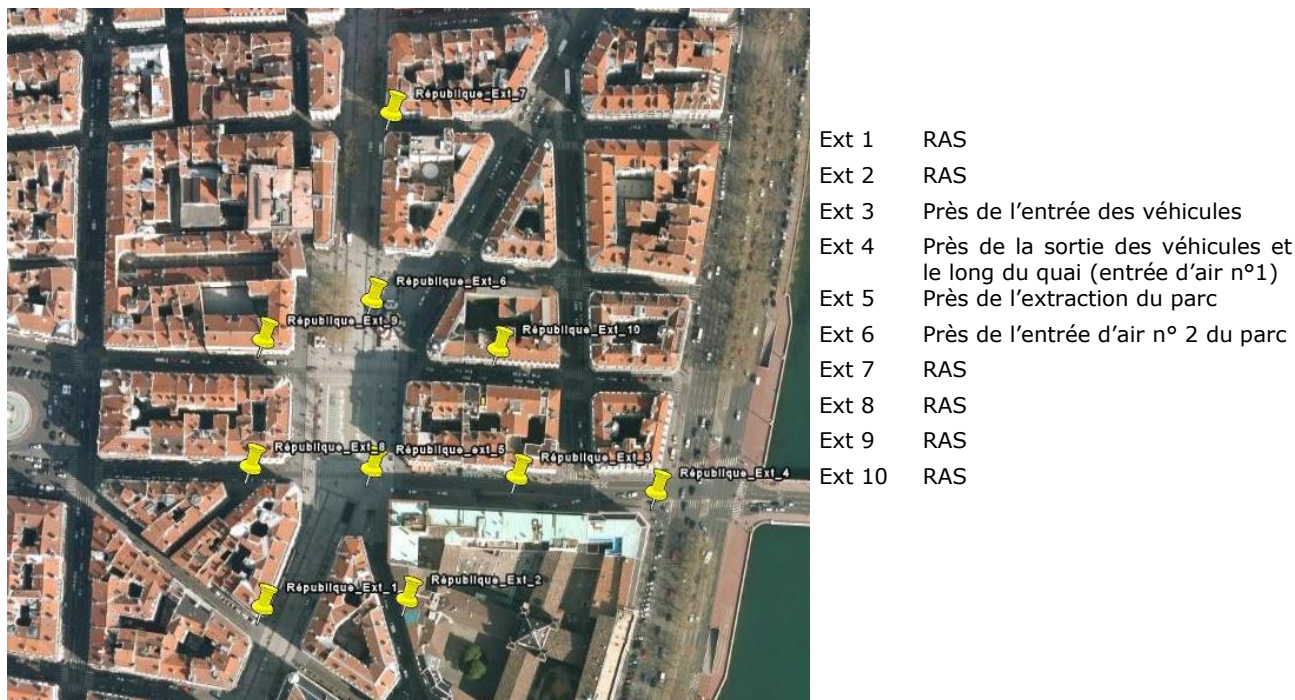 République_Ext_7
République_Ext_6
République_Ext_9
République_Ext_10
République_Ext_8
République_ext_5
République_Ext_3
République_Ext_4
République_Ext_1
République_Ext_2
Ext 1 RAS
Ext 2 RAS
Ext 3 Près de l’entrée des véhicules
Ext 4 Près de la sortie des véhicules et
le long du quai (entrée d’air n°1)
Ext 5 Près de l’extraction du parc
Ext 6 Près de l’entrée d’air n° 2 du parc
Ext 7 RAS
Ext 8 RAS
Ext 9 RAS
Ext 10 RAS